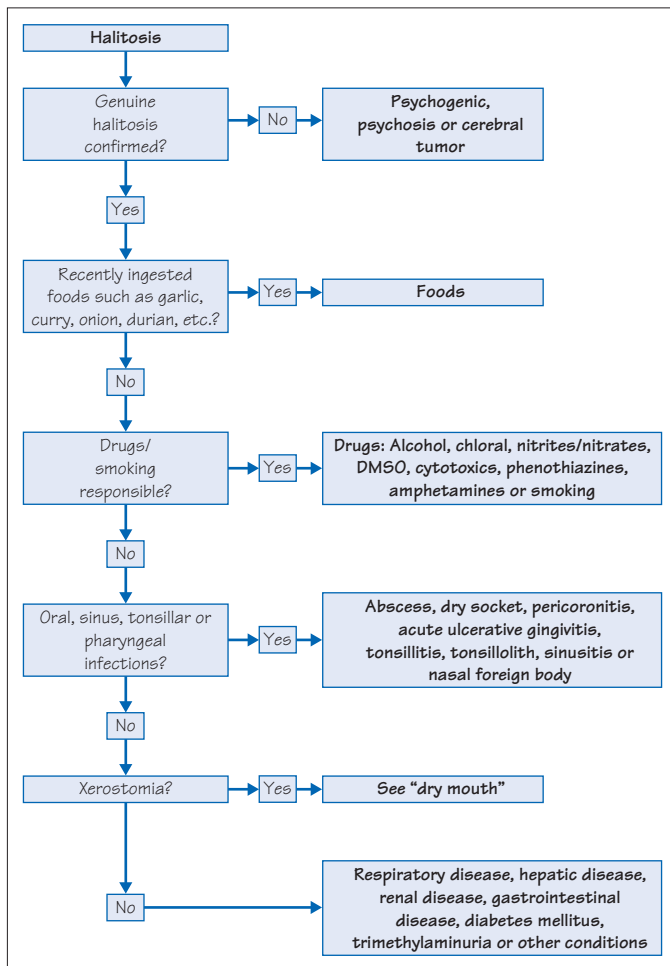 Halitosis
Genuine
halitosis
confirmed?
No
Psychogenic,
psychosis or cerebral
tumor
Yes
Recently ingested
foods such as garlic,
curry, onion, durian, etc.?
Yes
Foods
No
Drugs/
smoking
responsible?
Yes
Drugs: Alcohol, chloral, nitrites/nitrates,
DMSO, cytotoxics, phenothiazines,
amphetamines or smoking
No
Oral, sinus, tonsillar or
pharyngeal
infections?
Yes
Abscess, dry socket, pericoronitis,
acute ulcerative gingivitis,
tonsillitis, tonsillolith, sinusitis or
nasal foreign body
No
Xerostomia?
Yes
See “dry mouth”
No
Respiratory disease, hepatic disease,
renal disease, gastrointestinal
disease, diabetes mellitus,
trimethylaminuria or other conditions